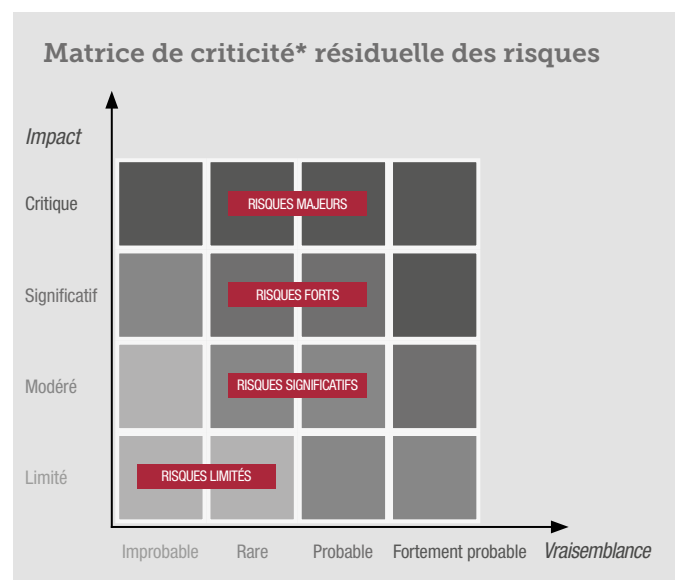 Matrice de criticité* résiduelle des risques
Impact
Critique
RISQUES MAJEURS
Significatif
RISQUES FORTS
Modéré
RISQUES SIGNIFICATIFS
Limité
RISQUES LIMITÉS
Improbable Rare Probable Fortement probable Vraisemblance